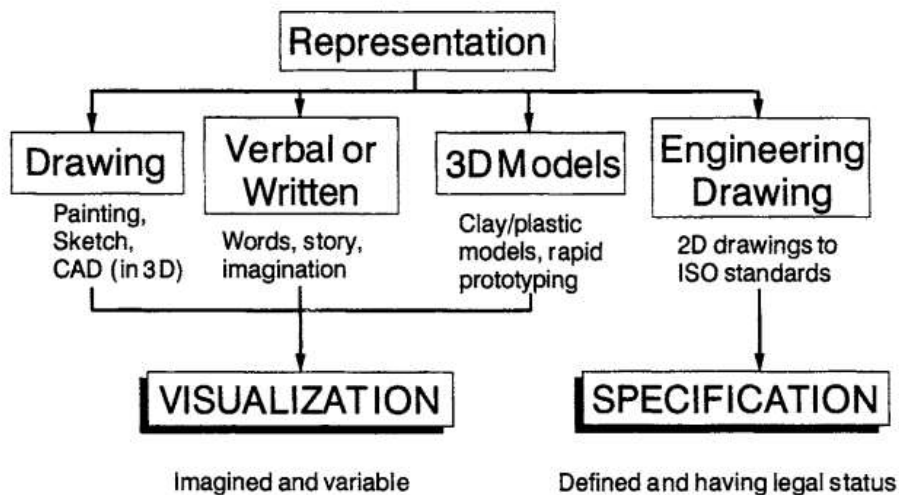 Representation
Drawing
Painting,
Sketch,
CAD (in 3D)
Verbal or
Written
Words, story,
imagination
3D Models
Clay/plastic
models, rapid
prototyping
Engineering
Drawing
2D drawings to
ISO standards
VISUALIZATION
Imagined and variable
SPECIFICATION
Defined and having legal status